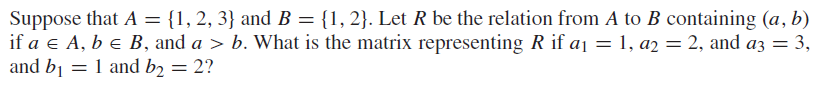 Suppose that A = {1, 2, 3} and B = {1, 2}. Let R be the relation from A to B containing (a, b)
if a ∈ A, b ∈ B, and a > b. What is the matrix representing R if a₁ = 1, a₂ = 2, and a₃ = 3,
and b₁ = 1 and b₂ = 2?